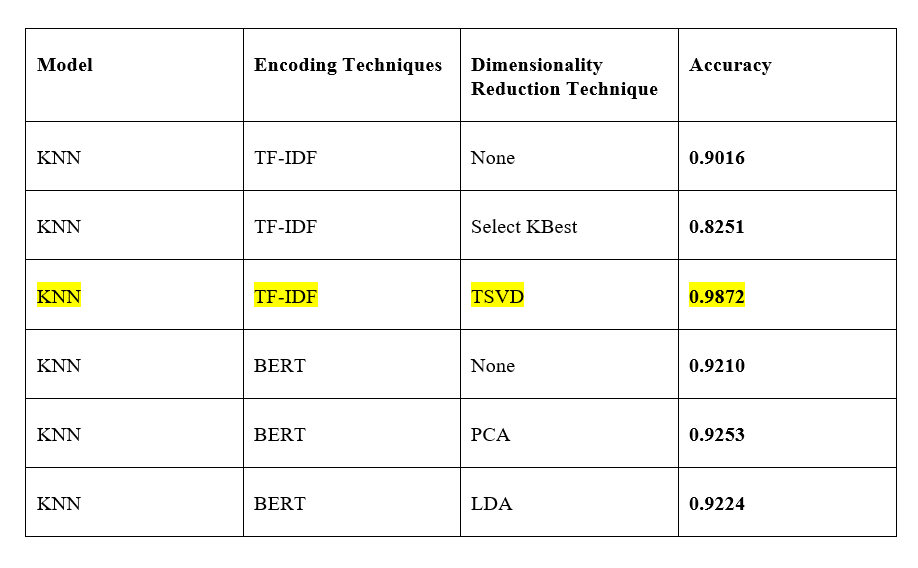 Model Encoding Techniques Dimensionality Reduction Technique Accuracy
KNN TF-IDF None 0.9016
KNN TF-IDF Select KBest 0.8251
KNN TF-IDF TSVD 0.9872
KNN BERT None 0.9210
KNN BERT PCA 0.9253
KNN BERT LDA 0.9224